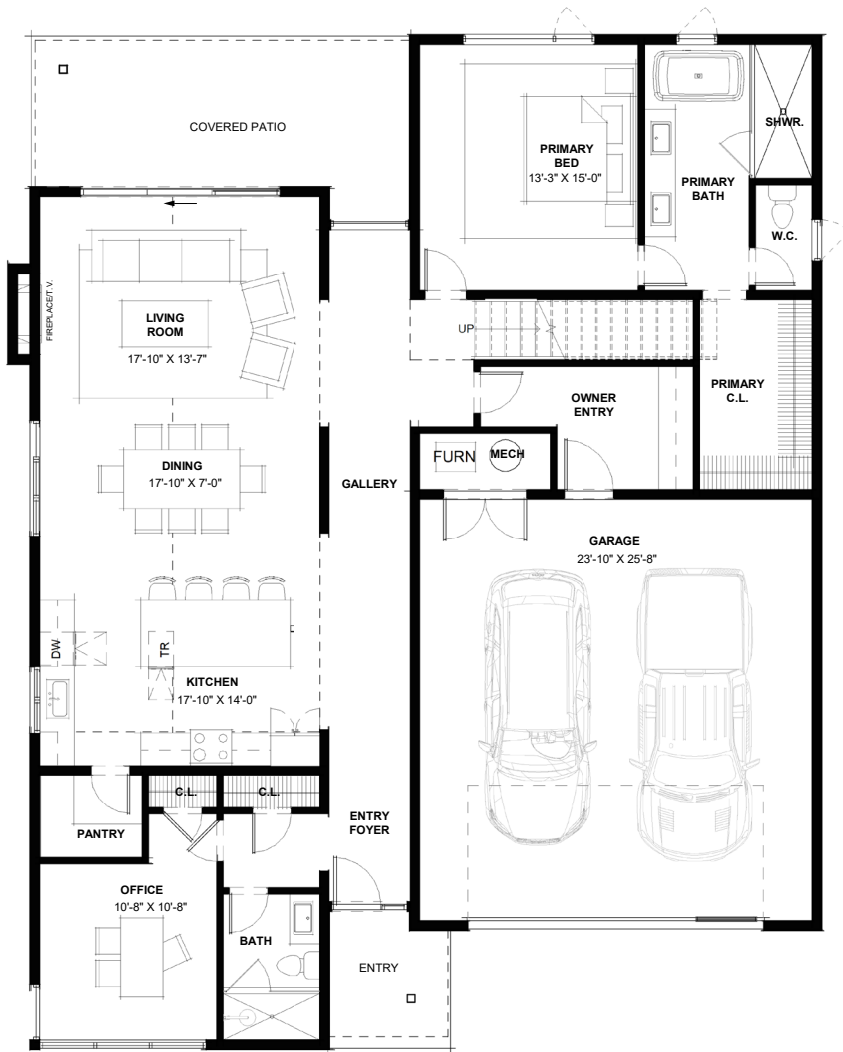 COVERED PATIO
PRIMARY
BED
13'-3" X 15'-0"
SHWR.
PRIMARY
BATH
W.C.
FIREPLACE/T.V.
LIVING
ROOM
17'-10" X 13'-7"
UP
PRIMARY
C.L.
OWNER
ENTRY
DINING
17'-10" X 7'-0"
GALLERY
FURN
MECH
GARAGE
23'-10" X 25'-8"
DW
TR
KITCHEN
17'-10" X 14'-0"
C.L.
C.L.
PANTRY
ENTRY
FOYER
OFFICE
10'-8" X 10'-8"
BATH
ENTRY